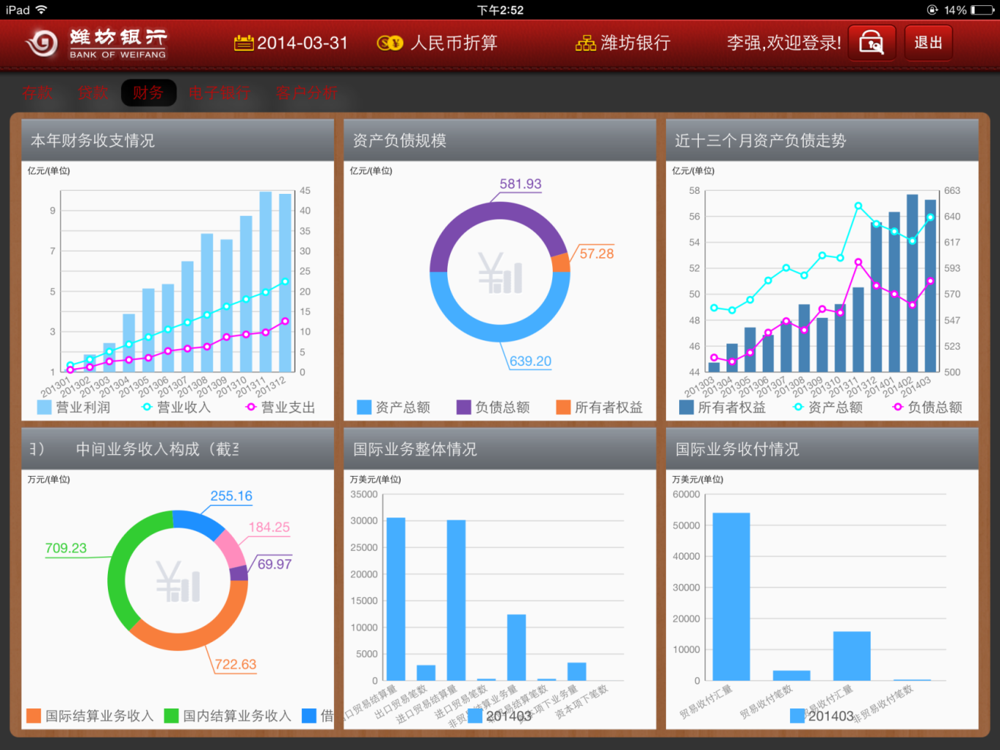 iPad
下午2:52
14%
潍坊银行
BANK OF WEIFANG
2014-03-31
人民币折算
潍坊银行
李强,欢迎登录!
退出
存款
贷款
财务
电子银行
客户分析
本年财务收支情况
亿元/(单位)
9
7
5
3
1
45
40
35
30
25
20
15
10
5
0
201301
201302
201303
201304
201305
201306
201307
201308
201309
201310
201311
201312
营业利润
营业收入
营业支出
资产负债规模
亿元/(单位)
581.93
57.28
639.20
资产总额
负债总额
所有者权益
近十三个月资产负债走势
亿元/(单位)
58
56
54
52
50
48
46
44
663
640
617
593
570
547
523
500
201303
201304
201305
201306
201307
201308
201309
201310
201311
201312
201401
201402
201403
所有者权益
资产总额
负债总额
日） 中间业务收入构成（截至
万元/(单位)
255.16
184.25
69.97
709.23
722.63
国际结算业务收入
国内结算业务收入
借
国际业务整体情况
万美元/(单位)
35000
30000
25000
20000
15000
10000
5000
0
口贸易结算量
出口贸易笔数
进口贸易结算量
进口贸易笔数
非贸易结算业务量
非贸易结算笔数
资本项下业务量
资本项下笔数
201403
国际业务收付情况
万美元/(单位)
60000
50000
40000
30000
20000
10000
0
贸易收付汇量
贸易收付笔数
非贸易收付汇量
非贸易收付笔数
201403